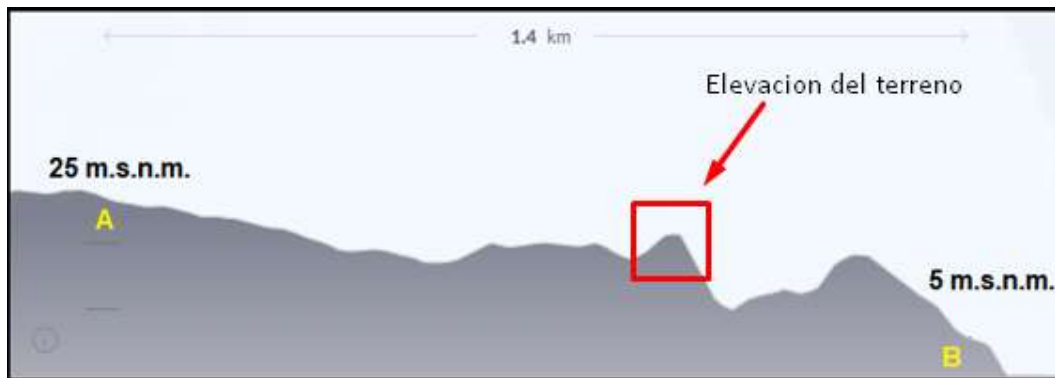 1.4 km
Elevacion del terreno
25 m.s.n.m.
A
5 m.s.n.m.
B